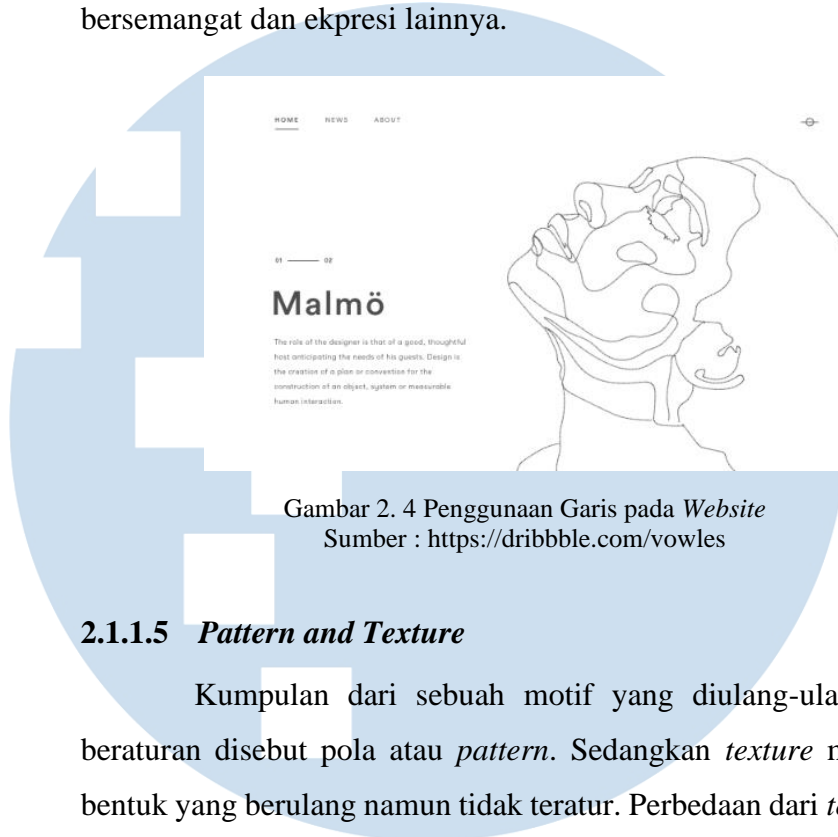 bersemangat dan ekpresi lainnya.
HOME NEWS ABOUT
01 02
Malmö
The role of the designer is that of a good, thoughtful
host anticipating the needs of his guests. Design is
the creation of a plan or convention for the
construction of an object, system or measurable
human interaction.
Gambar 2. 4 Penggunaan Garis pada Website
Sumber : https://dribbble.com/vowles
2.1.1.5 Pattern and Texture
Kumpulan dari sebuah motif yang diulang-ula
beraturan disebut pola atau pattern. Sedangkan texture
bentuk yang berulang namun tidak teratur. Perbedaan dari